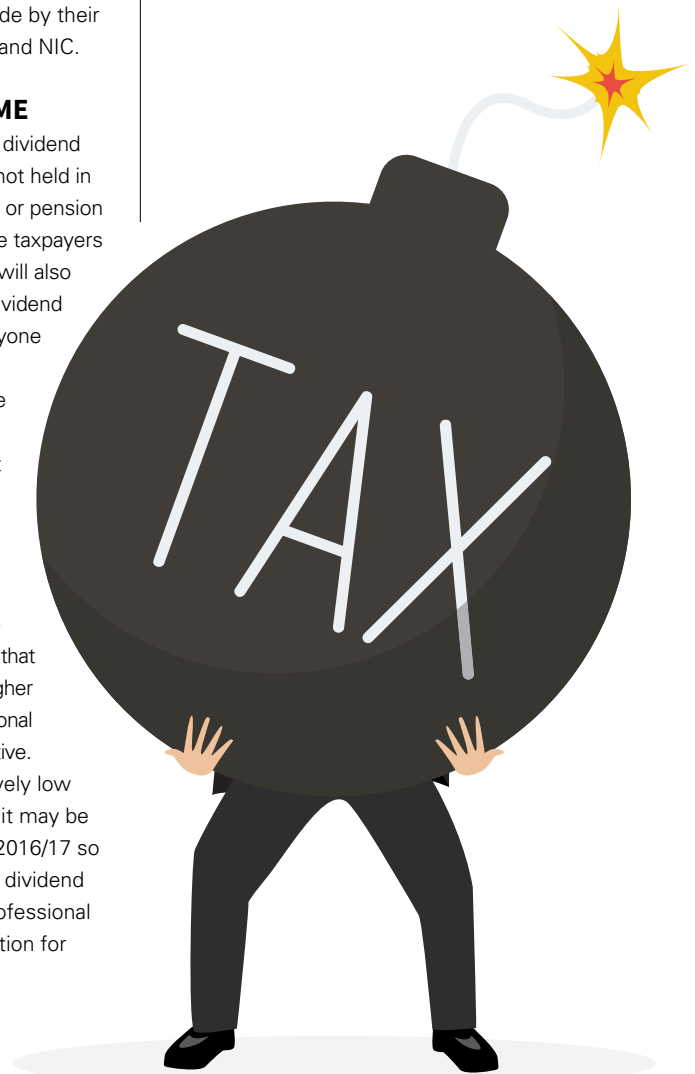 de by their
and NIC.
ME
dividend
not held in
or pension
e taxpayers
will also
vidend
yone
e
that
gher
onal
tive.
vely low
it may be
2016/17 so
dividend
ofessional
tion for
TAX